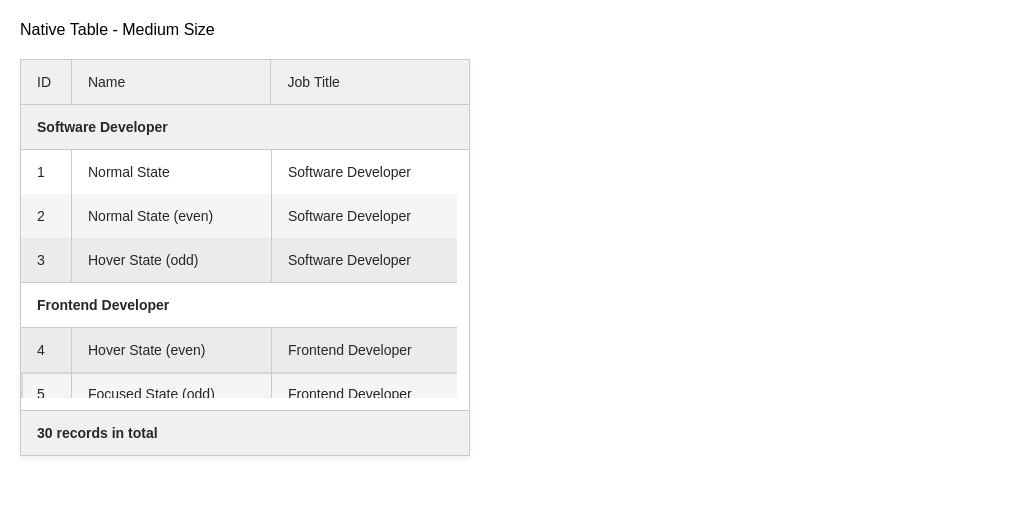 Native Table - Medium Size
ID Name Job Title
Software Developer
1 Normal State Software Developer
2 Normal State (even) Software Developer
3 Hover State (odd) Software Developer
Frontend Developer
4 Hover State (even) Frontend Developer
5 Focused State (odd) Frontend Developer
30 records in total